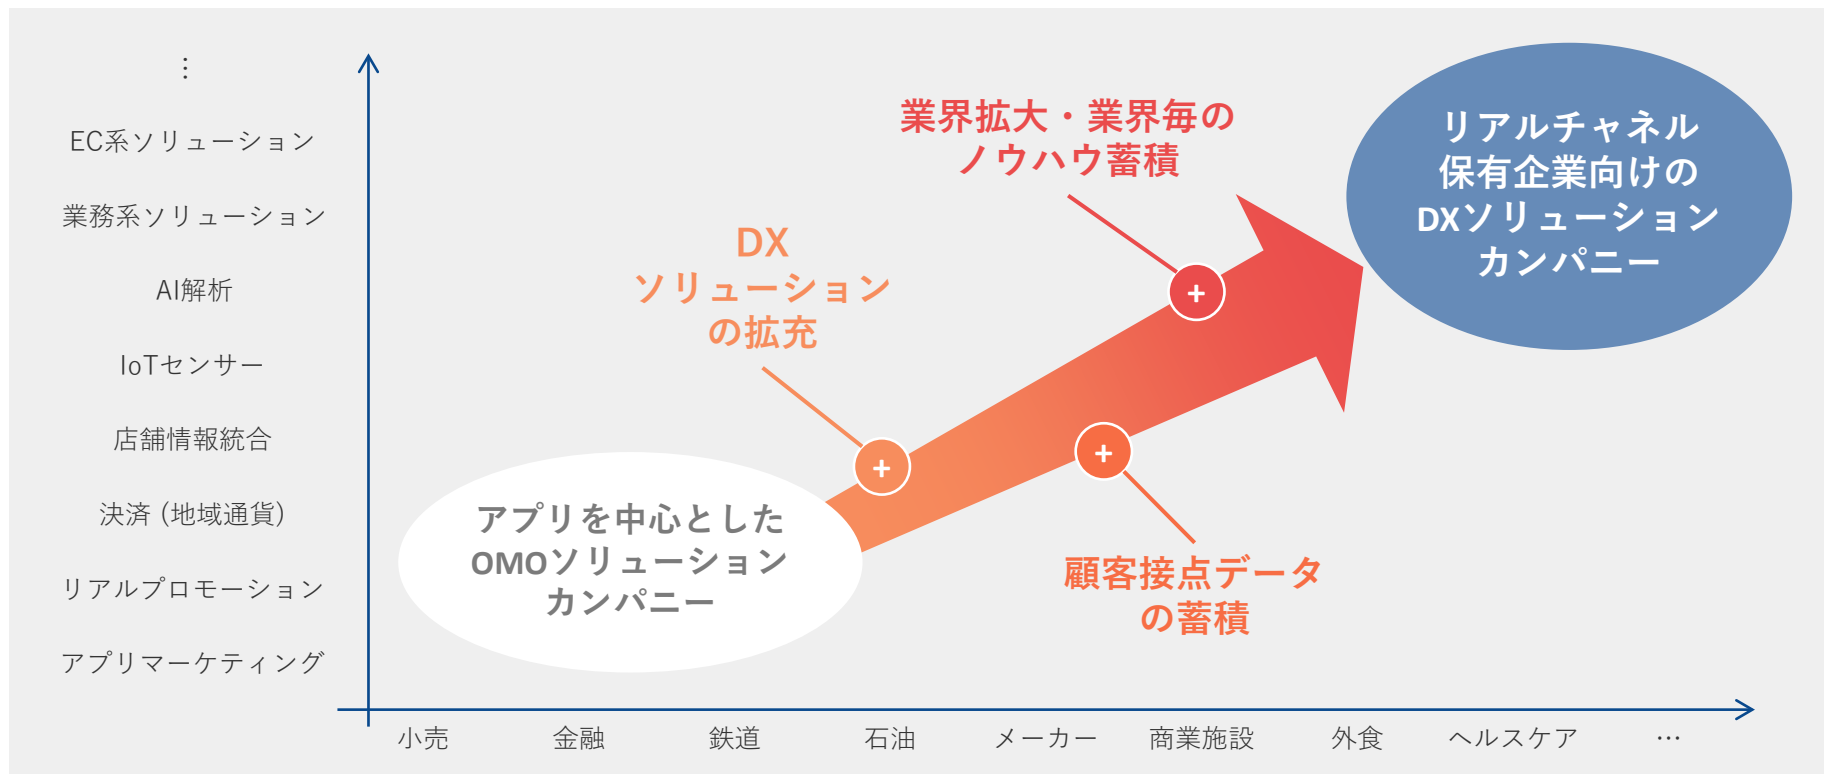 ⋮
EC系ソリューション
業務系ソリューション
AI解析
IoTセンサー
店舗情報統合
決済 (地域通貨)
リアルプロモーション
アプリマーケティング
アプリを中心とした
OMOソリューション
カンパニー
DX
ソリューション
の拡充
+
業界拡大・業界毎の
ノウハウ蓄積
+
+
顧客接点データ
の蓄積
リアルチャネル
保有企業向けの
DXソリューション
カンパニー
小売 金融 鉄道 石油 メーカー 商業施設 外食 ヘルスケア …